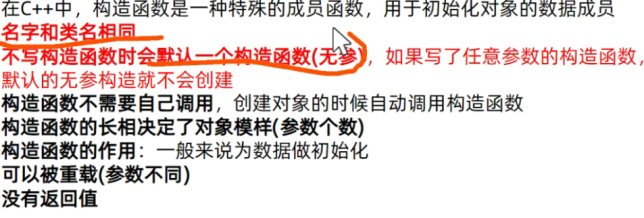 在C++中，构造函数是一种特殊的成员函数，用于初始化对象的数据成员
名字和类名相同
不写构造函数时会默认一个构造函数(无参)，如果写了任意参数的构造函数，
默认的无参构造就不会创建
构造函数不需要自己调用，创建对象的时候自动调用构造函数
构造函数的长相决定了对象模样(参数个数)
构造函数的作用：一般来说为数据做初始化
可以被重载(参数不同)
没有返回值